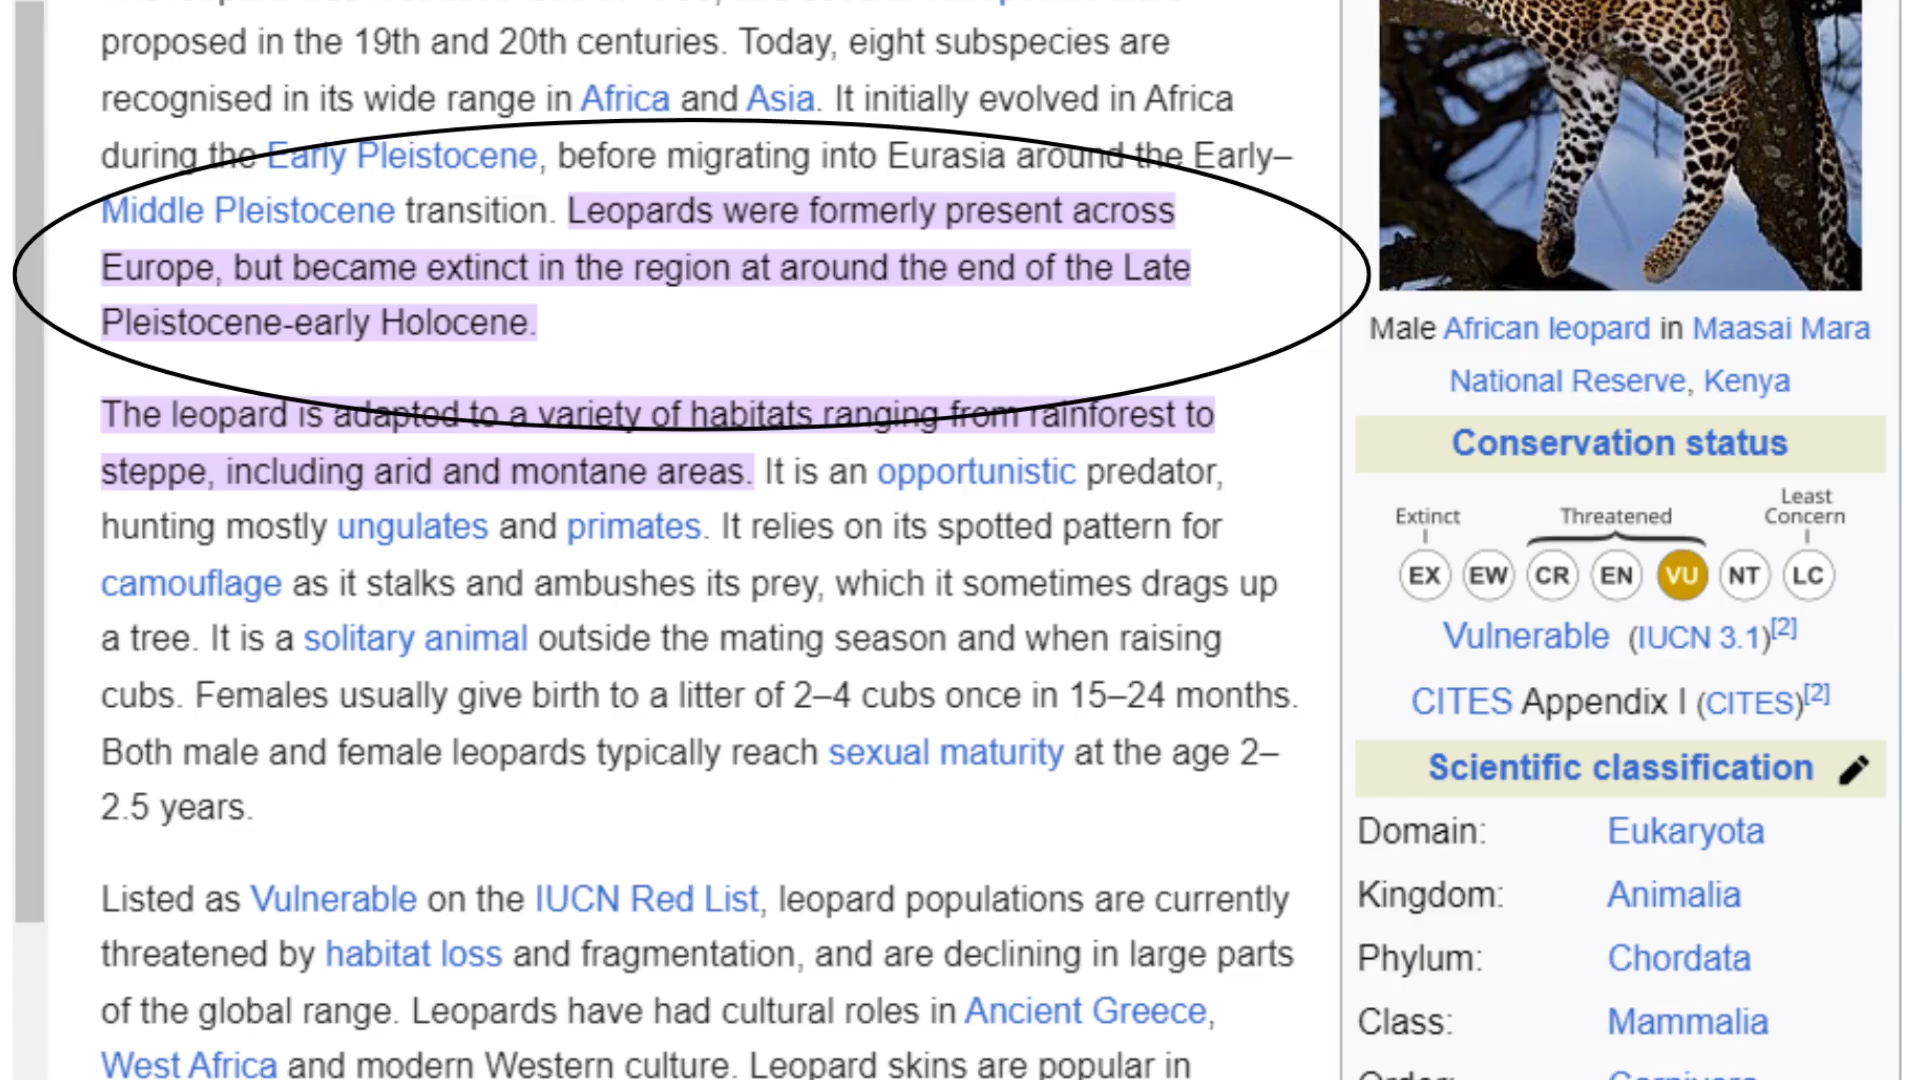 proposed in the 19th and 20th centuries. Today, eight subspecies are
recognised in its wide range in Africa and Asia. It initially evolved in Africa
during the Early Pleistocene, before migrating into Eurasia around the Early–
Middle Pleistocene transition. Leopards were formerly present across
Europe, but became extinct in the region at around the end of the Late
Pleistocene-early Holocene.
The leopard is adapted to a variety of habitats ranging from rainforest to
steppe, including arid and montane areas. It is an opportunistic predator,
hunting mostly ungulates and primates. It relies on its spotted pattern for
camouflage as it stalks and ambushes its prey, which it sometimes drags up
a tree. It is a solitary animal outside the mating season and when raising
cubs. Females usually give birth to a litter of 2–4 cubs once in 15–24 months.
Both male and female leopards typically reach sexual maturity at the age 2–
2.5 years.
Listed as Vulnerable on the IUCN Red List, leopard populations are currently
threatened by habitat loss and fragmentation, and are declining in large parts
of the global range. Leopards have had cultural roles in Ancient Greece,
West Africa and modern Western culture. Leopard skins are popular in
Male African leopard in Maasai Mara
National Reserve, Kenya
Conservation status
Extinct Threatened Least Concern
EX EW CR EN VU NT LC
Vulnerable (IUCN 3.1)[2]
CITES Appendix I (CITES)[2]
Scientific classification
Domain: Eukaryota
Kingdom: Animalia
Phylum: Chordata
Class: Mammalia